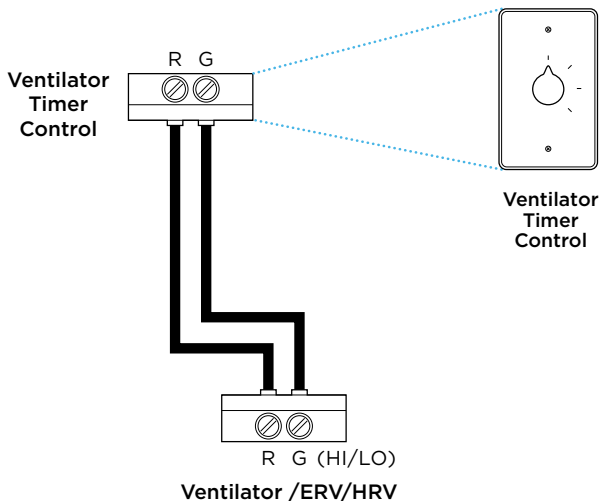 R G
Ventilator
Timer
Control
Ventilator
Timer
Control
R G (HI/LO)
Ventilator /ERV/HRV